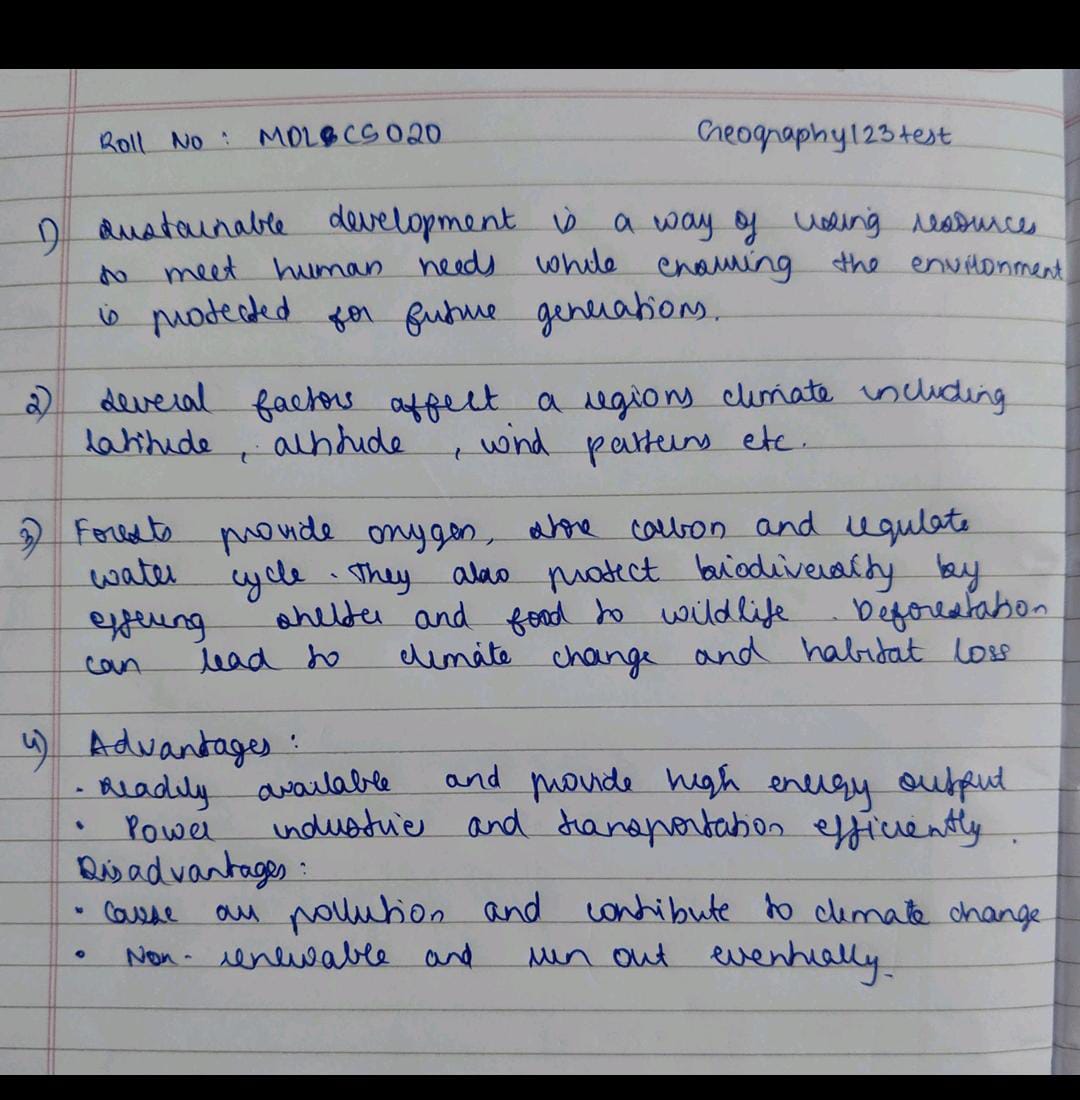 Roll No : MDL CS020 Geography123test
1) Sustainable development is a way of using resources
to meet human needs while ensuring the environment
is protected for future generations.
2) Several factors affect a regions climate including
latitude, altitude, wind patterns etc.
3) Forests provide oxygen, store carbon and regulate
water cycle. They also protect biodiversity by
offering shelter and food to wildlife. Deforestation
can lead to climate change and habitat loss
4) Advantages :
• Readily available and provide high energy output
• Power industries and transportation efficiently.
Disadvantages :
• Cause air pollution and contribute to climate change
• Non-renewable and run out eventually.